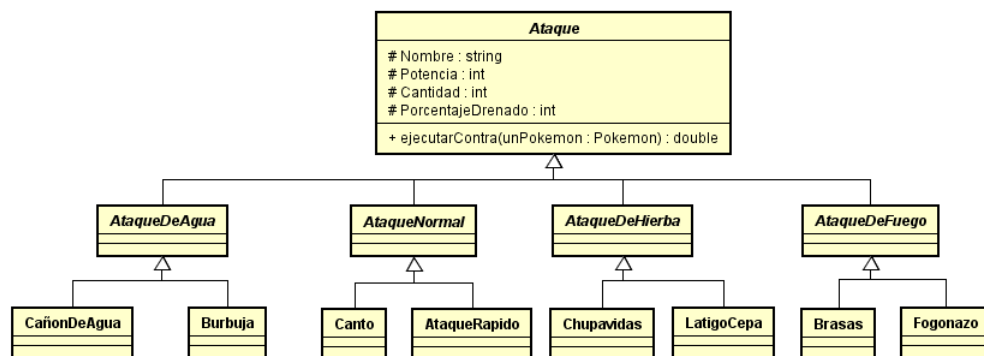 Ataque
# Nombre : string
# Potencia : int
# Cantidad : int
# PorcentajeDrenado : int
+ ejecutarContra(unPokemon : Pokemon) : double
AtaqueDeAgua
AtaqueNormal
AtaqueDeHierba
AtaqueDeFuego
CañonDeAgua
Burbuja
Canto
AtaqueRapido
Chupavidas
LatigoCepa
Brasas
Fogonazo